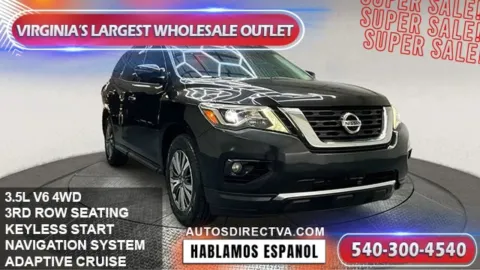 VIRGINIA'S LARGEST WHOLESALE OUTLET
SUPER SALE!
SUPER SALE!
SUPER SALE!
NISSAN
3.5L V6 4WD
3RD ROW SEATING
KEYLESS START
NAVIGATION SYSTEM
ADAPTIVE CRUISE
AUTOSDIRECTVA.COM
HABLAMOS ESPANOL
540-300-4540